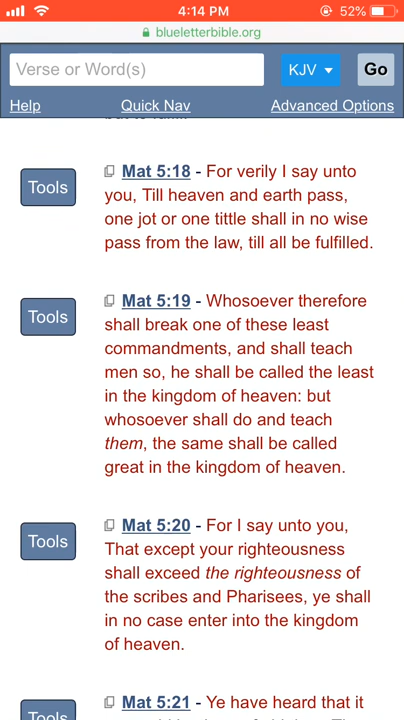 4:14 PM 52%
blueletterbible.org
Verse or Word(s) KJV Go
Help Quick Nav Advanced Options
Tools
Mat 5:18 - For verily I say unto
you, Till heaven and earth pass,
one jot or one tittle shall in no wise
pass from the law, till all be fulfilled.
Tools
Mat 5:19 - Whosoever therefore
shall break one of these least
commandments, and shall teach
men so, he shall be called the least
in the kingdom of heaven: but
whosoever shall do and teach
them, the same shall be called
great in the kingdom of heaven.
Tools
Mat 5:20 - For I say unto you,
That except your righteousness
shall exceed the righteousness of
the scribes and Pharisees, ye shall
in no case enter into the kingdom
of heaven.
Tools
Mat 5:21 - Ye have heard that it